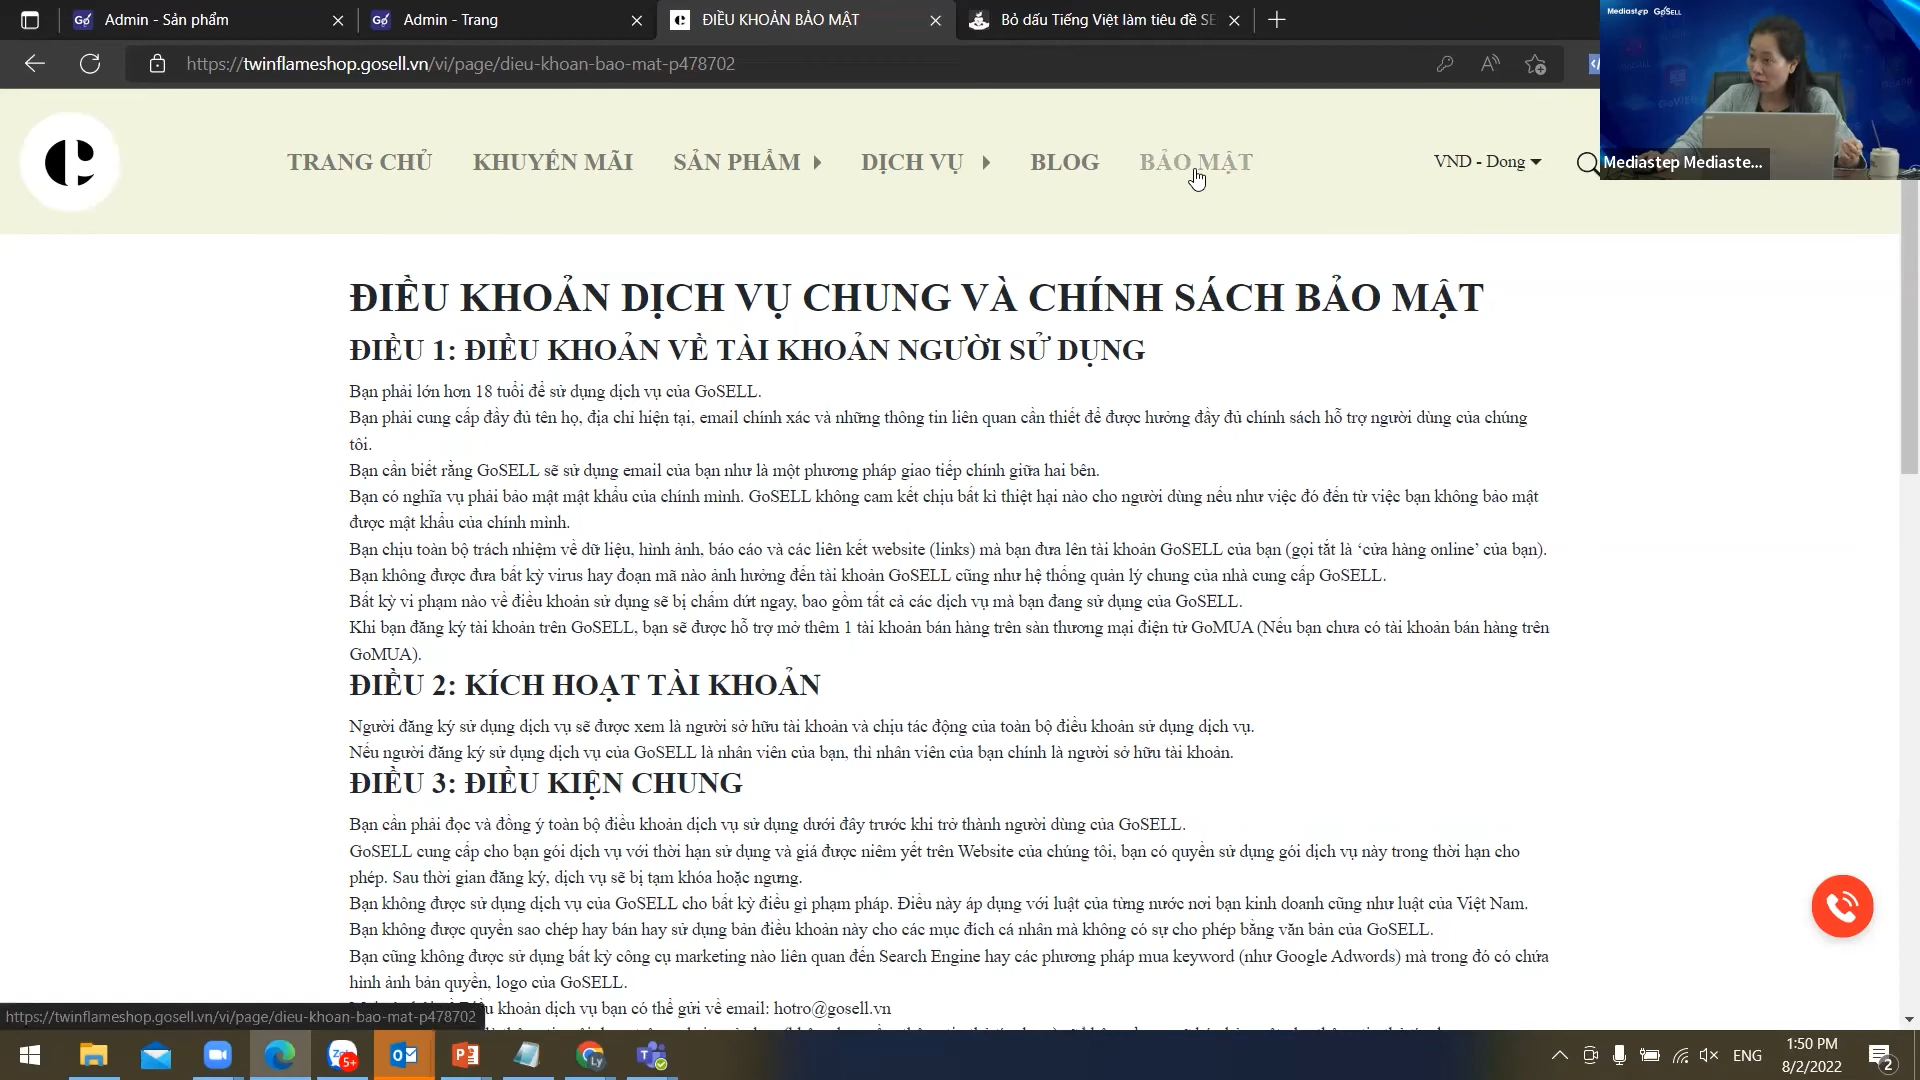 Admin - Sản phẩm
Admin - Trang
ĐIỀU KHOẢN BẢO MẬT
Bỏ dấu Tiếng Việt làm tiêu đề SE
https://twinflameshop.gosell.vn/vi/page/dieu-khoan-bao-mat-p478702
Mediastep GoSELL
Mediastep Mediaste...
TRANG CHỦ
KHUYẾN MÃI
SẢN PHẨM
DỊCH VỤ
BLOG
BẢO MẬT
VND - Dong
ĐIỀU KHOẢN DỊCH VỤ CHUNG VÀ CHÍNH SÁCH BẢO MẬT
ĐIỀU 1: ĐIỀU KHOẢN VỀ TÀI KHOẢN NGƯỜI SỬ DỤNG
Bạn phải lớn hơn 18 tuổi để sử dụng dịch vụ của GoSELL.
Bạn phải cung cấp đầy đủ tên họ, địa chỉ hiện tại, email chính xác và những thông tin liên quan cần thiết để được hưởng đầy đủ chính sách hỗ trợ người dùng của chúng
tôi.
Bạn cần biết rằng GoSELL sẽ sử dụng email của bạn như là một phương pháp giao tiếp chính giữa hai bên.
Bạn có nghĩa vụ phải bảo mật mật khẩu của chính mình. GoSELL không cam kết chịu bất kì thiệt hại nào cho người dùng nếu như việc đó đến từ việc bạn không bảo mật
được mật khẩu của chính mình.
Bạn chịu toàn bộ trách nhiệm về dữ liệu, hình ảnh, báo cáo và các liên kết website (links) mà bạn đưa lên tài khoản GoSELL của bạn (gọi tắt là ‘cửa hàng online’ của bạn).
Bạn không được đưa bất kỳ virus hay đoạn mã nào ảnh hưởng đến tài khoản GoSELL cũng như hệ thống quản lý chung của nhà cung cấp GoSELL.
Bất kỳ vi phạm nào về điều khoản sử dụng sẽ bị chấm dứt ngay, bao gồm tất cả các dịch vụ mà bạn đang sử dụng của GoSELL.
Khi bạn đăng ký tài khoản trên GoSELL, bạn sẽ được hỗ trợ mở thêm 1 tài khoản bán hàng trên sàn thương mại điện tử GoMUA (Nếu bạn chưa có tài khoản bán hàng trên
GoMUA).
ĐIỀU 2: KÍCH HOẠT TÀI KHOẢN
Người đăng ký sử dụng dịch vụ sẽ được xem là người sở hữu tài khoản và chịu tác động của toàn bộ điều khoản sử dụng dịch vụ.
Nếu người đăng ký sử dụng dịch vụ của GoSELL là nhân viên của bạn, thì nhân viên của bạn chính là người sở hữu tài khoản.
ĐIỀU 3: ĐIỀU KIỆN CHUNG
Bạn cần phải đọc và đồng ý toàn bộ điều khoản dịch vụ sử dụng dưới đây trước khi trở thành người dùng của GoSELL.
GoSELL cung cấp cho bạn gói dịch vụ với thời hạn sử dụng và giá được niêm yết trên Website của chúng tôi, bạn có quyền sử dụng gói dịch vụ này trong thời hạn cho
phép. Sau thời gian đăng ký, dịch vụ sẽ bị tạm khóa hoặc ngưng.
Bạn không được sử dụng dịch vụ của GoSELL cho bất kỳ điều gì phạm pháp. Điều này áp dụng với luật của từng nước nơi bạn kinh doanh cũng như luật của Việt Nam.
Bạn không được quyền sao chép hay bán hay sử dụng bản điều khoản này cho các mục đích cá nhân mà không có sự cho phép bằng văn bản của GoSELL.
Bạn cũng không được sử dụng bất kỳ công cụ marketing nào liên quan đến Search Engine hay các phương pháp mua keyword (như Google Adwords) mà trong đó có chứa
hình ảnh bản quyền, logo của GoSELL.
khoản dịch vụ bạn có thể gửi về email: hotro@gosell.vn
https://twinflameshop.gosell.vn/vi/page/dieu-khoan-bao-mat-p478702
5+
Ly
ENG
1:50 PM
8/2/2022
2